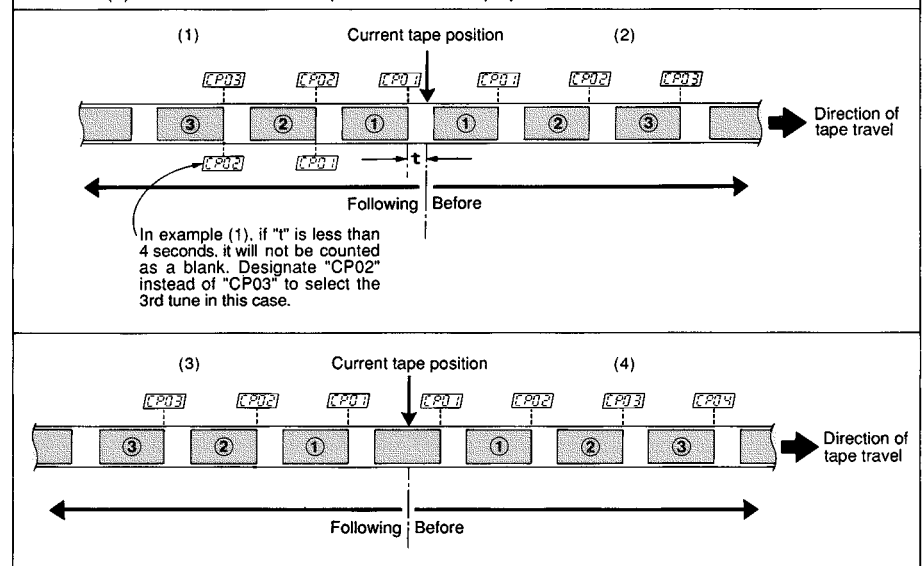 (1) Current tape position (2)
CP03 CP02 CP01 CP01 CP02 CP03
③ ② ① ① ② ③
Direction of
tape travel
CP02 CP01 t
Following Before
In example (1), if "t" is less than
4 seconds, it will not be counted
as a blank. Designate "CP02"
instead of "CP03" to select the
3rd tune in this case.
(3) Current tape position (4)
CP03 CP02 CP01 CP01 CP02 CP03 CP04
③ ② ① ① ② ③
Direction of
tape travel
Following Before